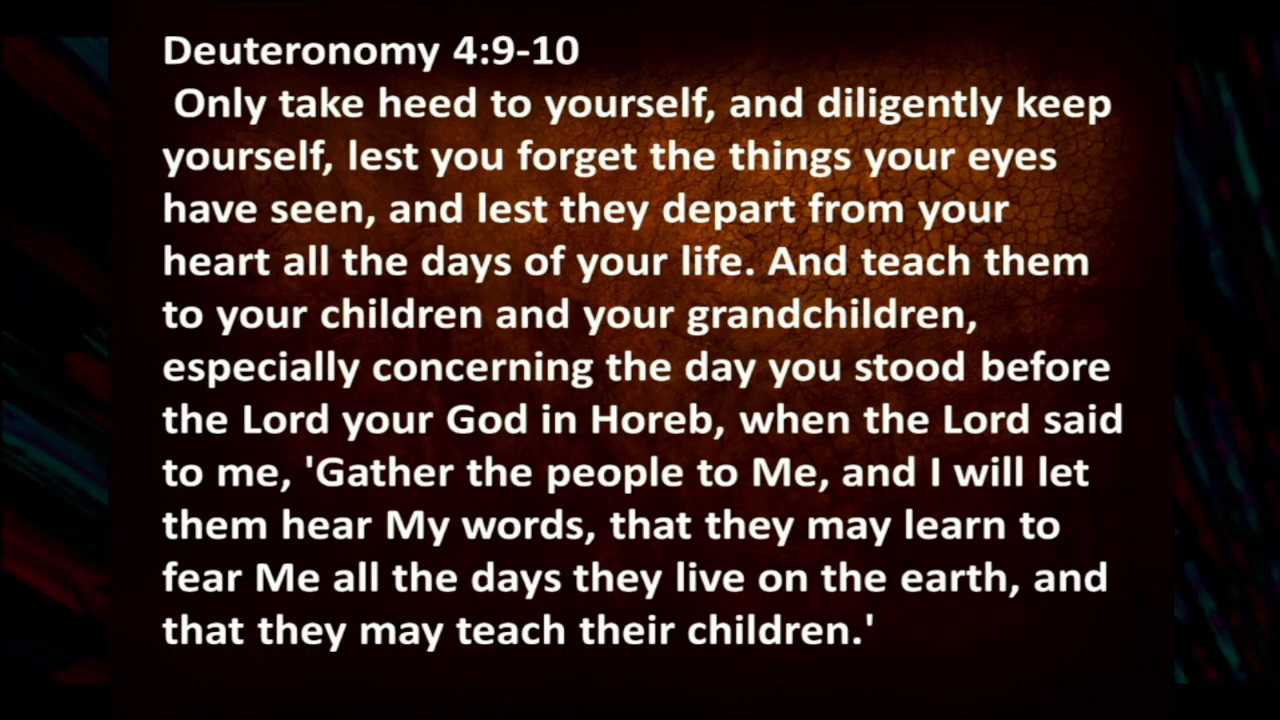 Deuteronomy 4:9-10
Only take heed to yourself, and diligently keep
yourself, lest you forget the things your eyes
have seen, and lest they depart from your
heart all the days of your life. And teach them
to your children and your grandchildren,
especially concerning the day you stood before
the Lord your God in Horeb, when the Lord said
to me, 'Gather the people to Me, and I will let
them hear My words, that they may learn to
fear Me all the days they live on the earth, and
that they may teach their children.'